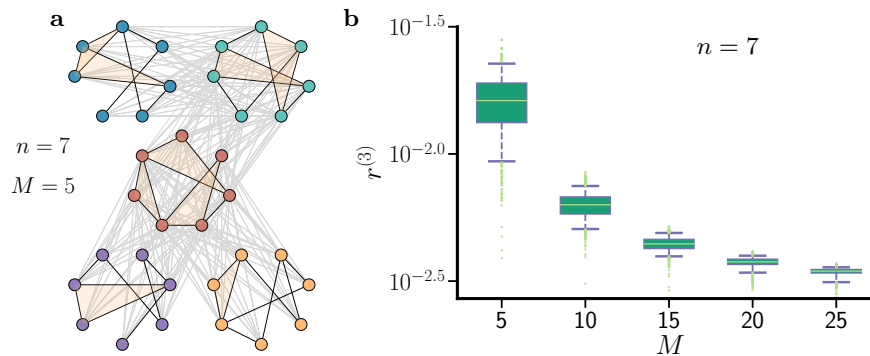 a
n = 7
M = 5
b
n = 7
r^{(3)}
10^{-1.5}
10^{-2.0}
10^{-2.5}
5 10 15 20 25
M